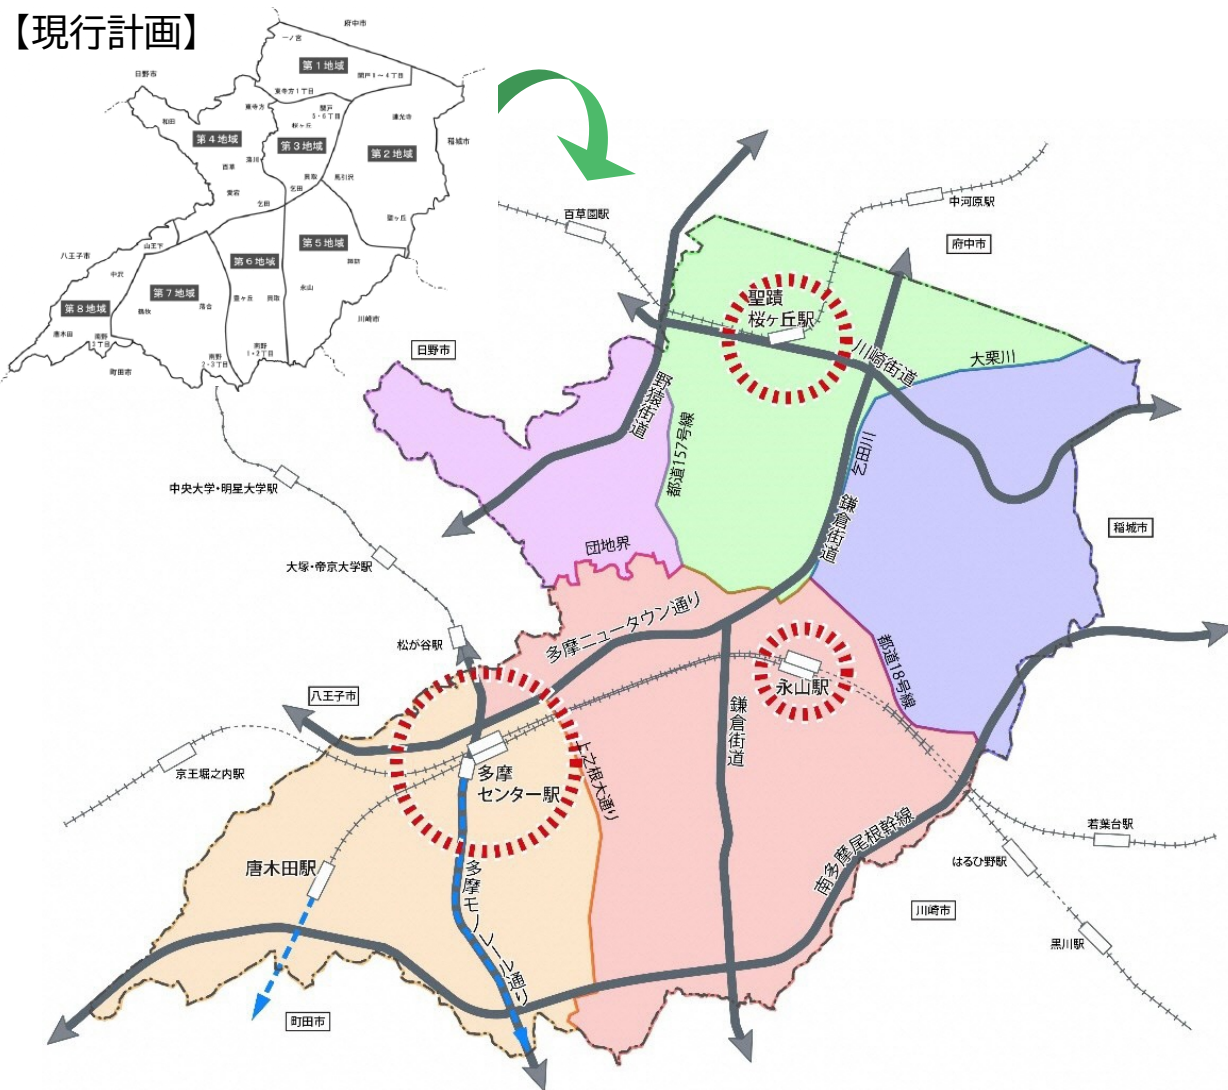 【現行計画】
府中市
一ノ宮
第1地域
関戸1～4丁目
日野市
東寺方1丁目
東寺方
関戸
5・6丁目
連光寺
和田
桜ヶ丘
第4地域
第3地域
第2地域
稲城市
百草
貝取
馬引沢
愛宕
乞田
乞田
聖ヶ丘
山王下
第5地域
諏訪
八王子市
中沢
第6地域
永山
第7地域
豊ヶ丘
貝取
第8地域
鶴牧
落合
川崎市
唐木田
南野
町田市
南野
2・3丁目
南野
1・2丁目
百草園駅
中河原駅
府中市
聖蹟
桜ヶ丘駅
日野市
川崎街道
大栗川
野猿街道
都道157号線
乞田川
鎌倉街道
中央大学・明星大学駅
稲城市
団地界
大塚・帝京大学駅
多摩ニュータウン通り
松が谷駅
都道18号線
永山駅
八王子市
鎌倉街道
京王堀之内駅
多摩
センター駅
上之根大通り
南多摩尾根幹線
若葉台駅
唐木田駅
はるひ野駅
多摩モノレール通り
川崎市
黒川駅
町田市